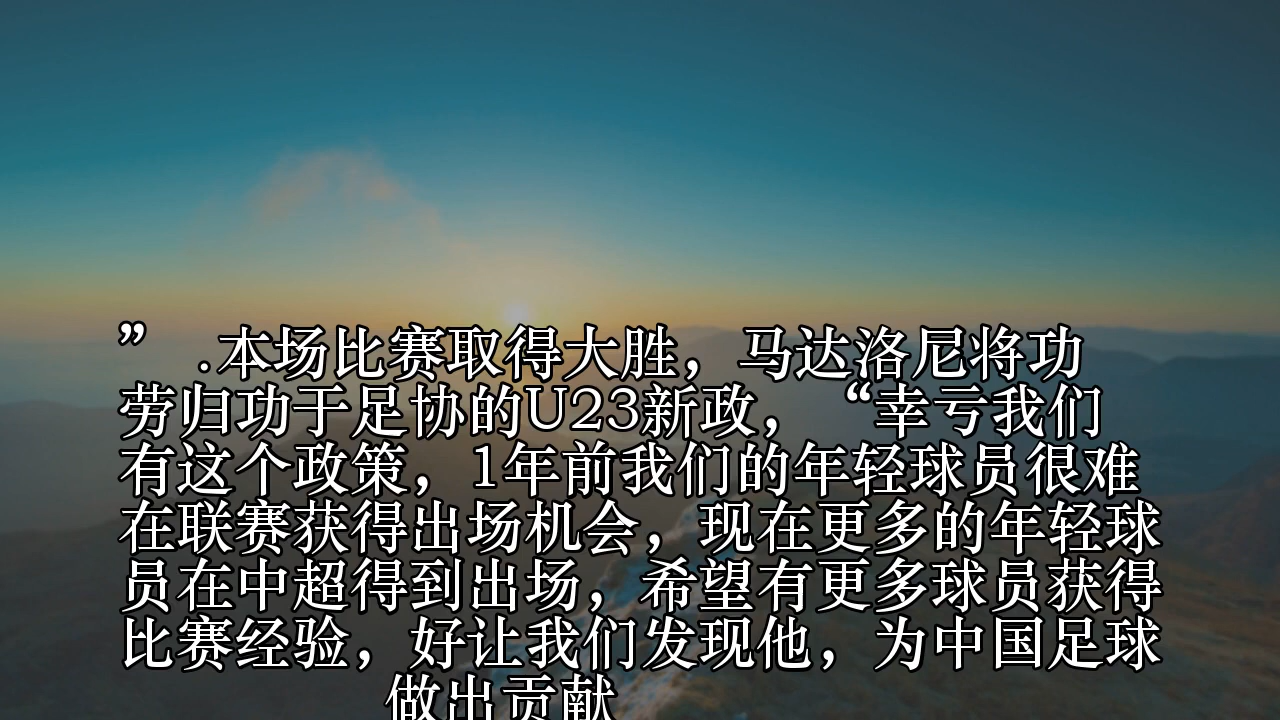 ” .本场比赛取得大胜，马达洛尼将功
劳归功于足协的U23新政，“幸亏我们
有这个政策，1年前我们的年轻球员很难
在联赛获得出场机会，现在更多的年轻球
员在中超得到出场，希望有更多球员获得
比赛经验，好让我们发现他，为中国足球
做出贡献